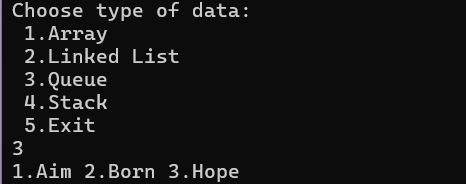 Choose type of data:
1.Array
2.Linked List
3.Queue
4.Stack
5.Exit
3
1.Aim 2.Born 3.Hope